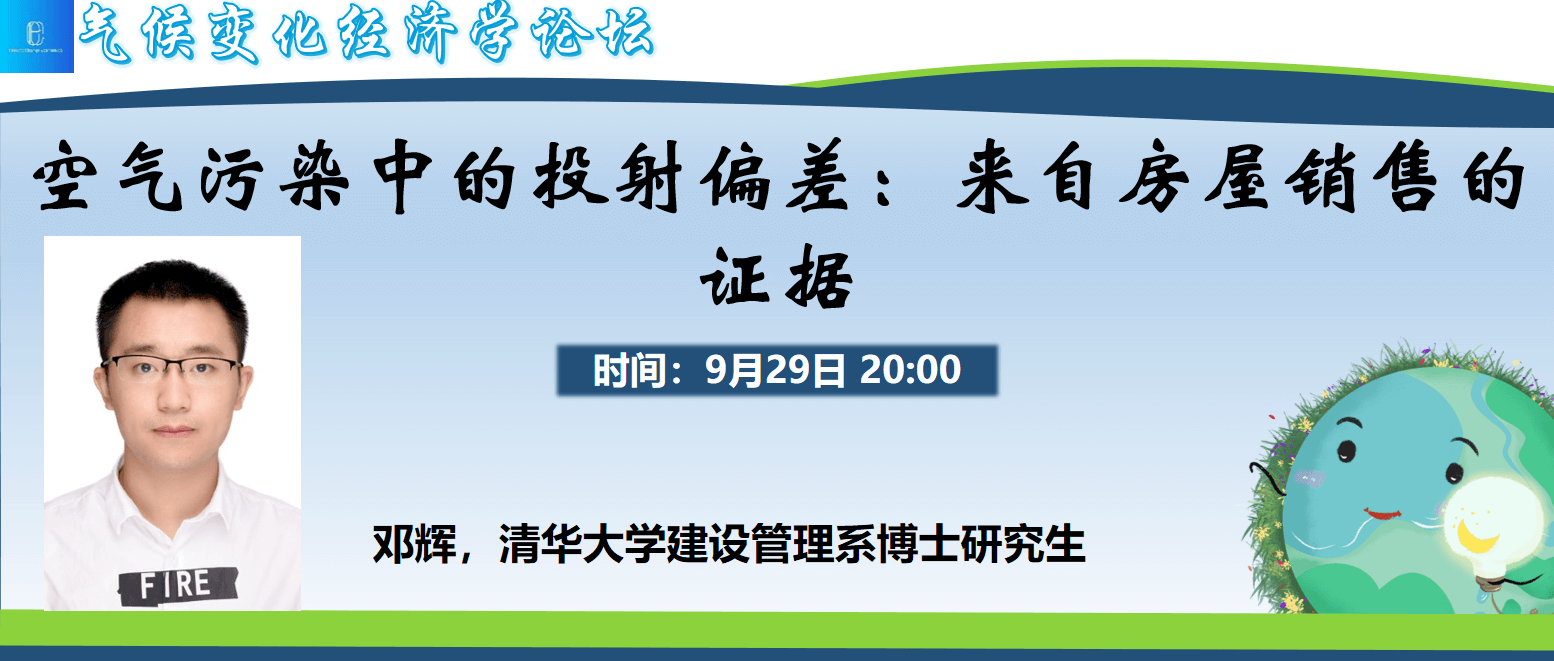 气候变化经济学论坛
空气污染中的投射偏差：来自房屋销售的
证据
时间：9月29日 20:00
邓辉，清华大学建设管理系博士研究生
FIRE